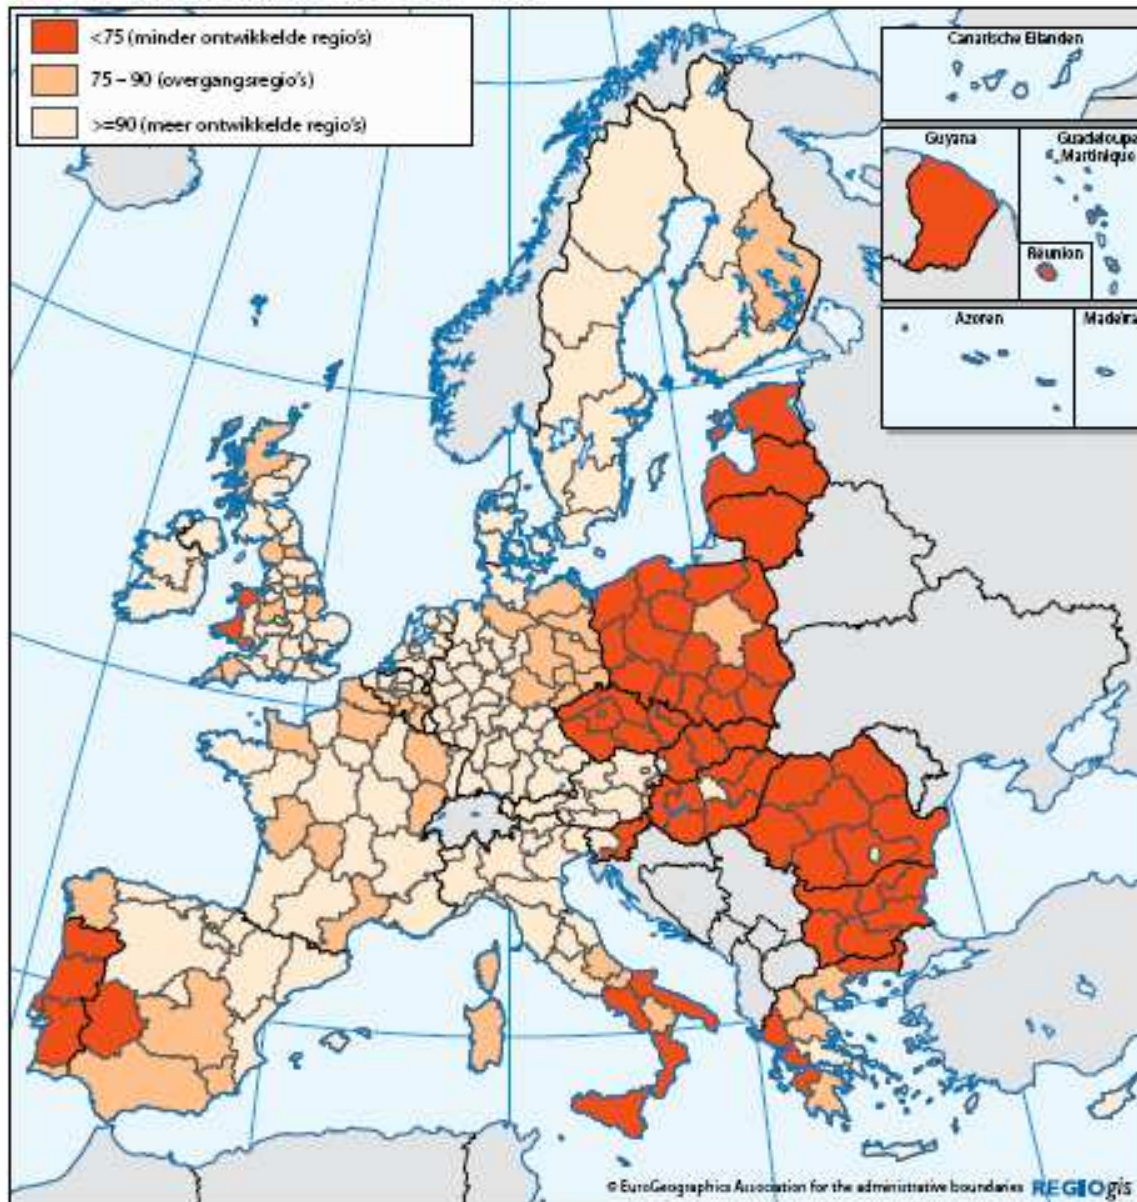 <75 (minder ontwikkelde regio's)
75 – 90 (overgangsregio's)
>=90 (meer ontwikkelde regio's)
Canarische Eilanden
Guyana
Guadeloupe
Martinique
Réunion
Azoren
Madeira
© EuroGeographics Association for the administrative boundaries
REGIOgis